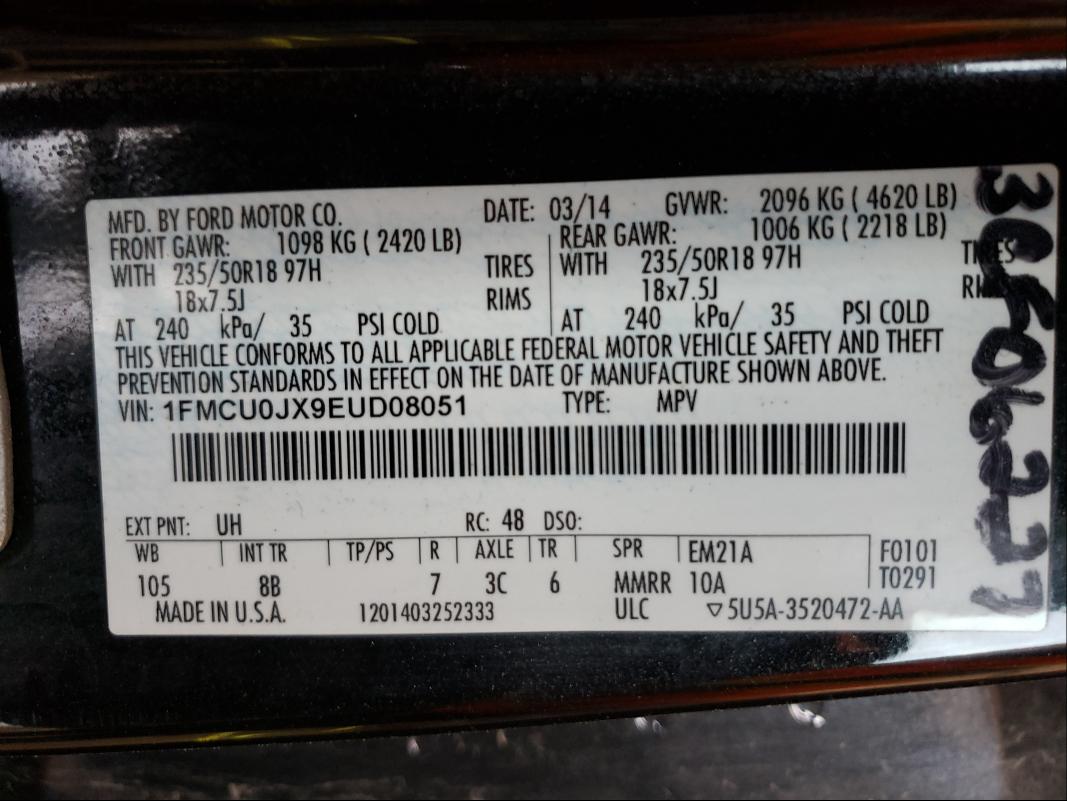 MFD. BY FORD MOTOR CO. DATE: 03/14 GVWR: 2096 KG ( 4620 LB)
FRONT GAWR: 1098 KG ( 2420 LB) REAR GAWR: 1006 KG ( 2218 LB)
WITH 235/50R18 97H TIRES WITH 235/50R18 97H TIRES
18x7.5J RIMS 18x7.5J
AT 240 kPa/ 35 PSI COLD AT 240 kPa/ 35 PSI COLD
THIS VEHICLE CONFORMS TO ALL APPLICABLE FEDERAL MOTOR VEHICLE SAFETY AND THEFT
PREVENTION STANDARDS IN EFFECT ON THE DATE OF MANUFACTURE SHOWN ABOVE.
VIN: 1FMCU0JX9EUD08051 TYPE: MPV
EXT PNT: UH RC: 48 DSO:
WB INT TR TP/PS R AXLE TR SPR EM21A F0101
105 8B 7 3C 6 MMRR 10A T0291
MADE IN U.S.A. 1201403252333 ULC ▽5U5A-3520472-AA